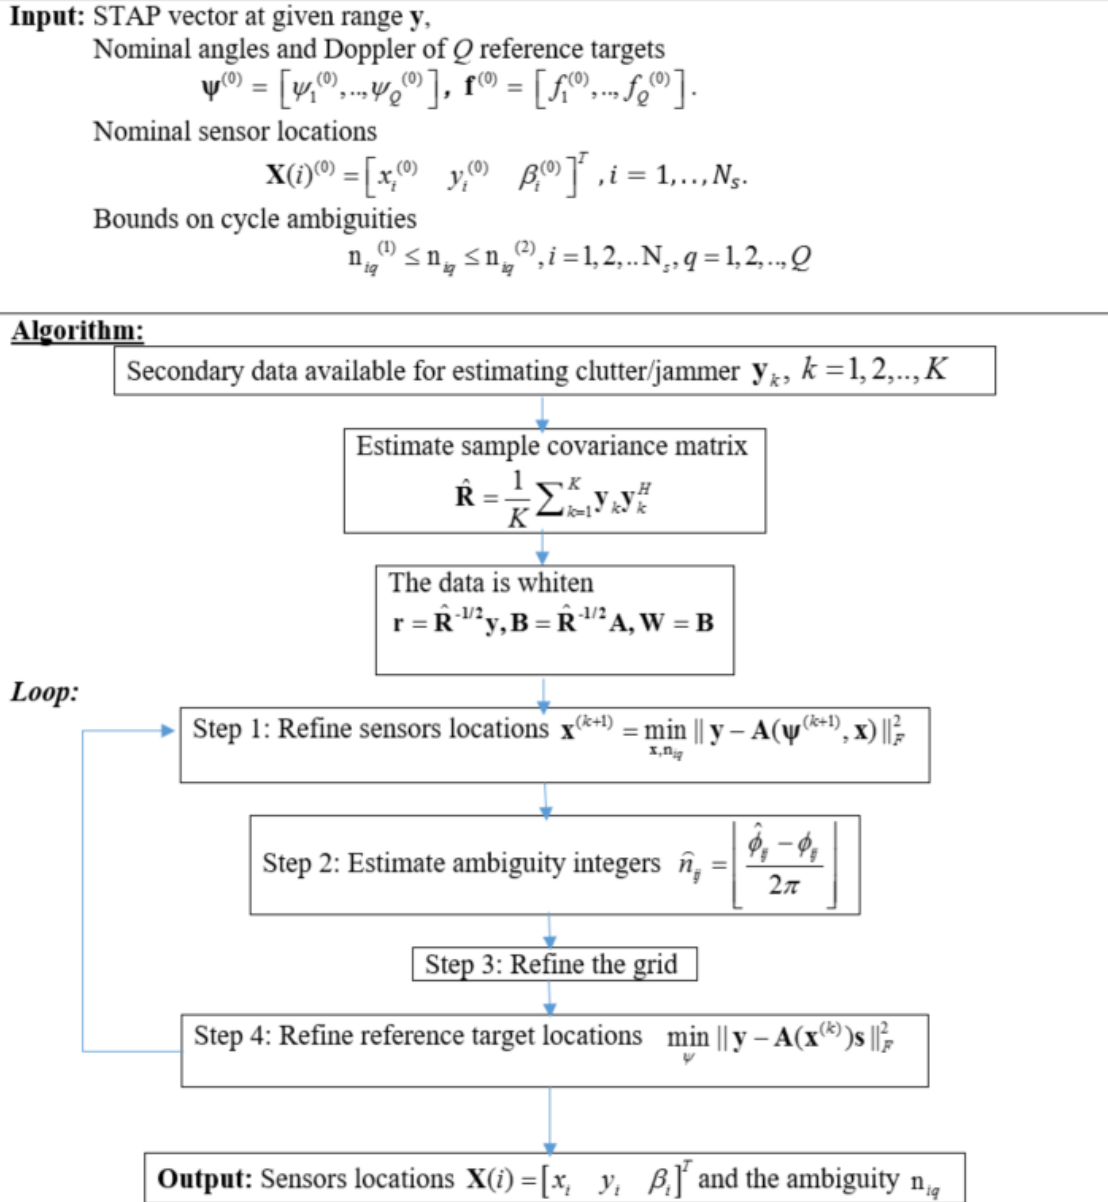 Input: STAP vector at given range y,
Nominal angles and Doppler of Q reference targets
ψ^(0) = [ψ_1^(0),..,ψ_Q^(0)], f^(0) = [f_1^(0),..,f_Q^(0)].
Nominal sensor locations
X(i)^(0) = [x_i^(0) y_i^(0) β_i^(0)]^T, i = 1,.., N_s.
Bounds on cycle ambiguities
n_iq^(1) ≤ n_iq ≤ n_iq^(2), i = 1,2,..N_s, q = 1,2,..,Q
Algorithm:
Secondary data available for estimating clutter/jammer y_k, k = 1,2,..,K
Estimate sample covariance matrix
R̂ = 1/K ∑_{k=1}^K y_k y_k^H
The data is whiten
r = R̂^-1/2 y, B = R̂^-1/2 A, W = B
Loop:
Step 1: Refine sensors locations x^(k+1) = min_{x,n_iq} || y − A(ψ^(k+1), x) ||_F^2
Step 2: Estimate ambiguity integers n̂_ij = ⌊(φ̂_ij − φ_ij)/2π⌋
Step 3: Refine the grid
Step 4: Refine reference target locations min_ψ || y − A(x^(k))s ||_F^2
Output: Sensors locations X(i) = [x_i y_i β_i]^T and the ambiguity n_iq